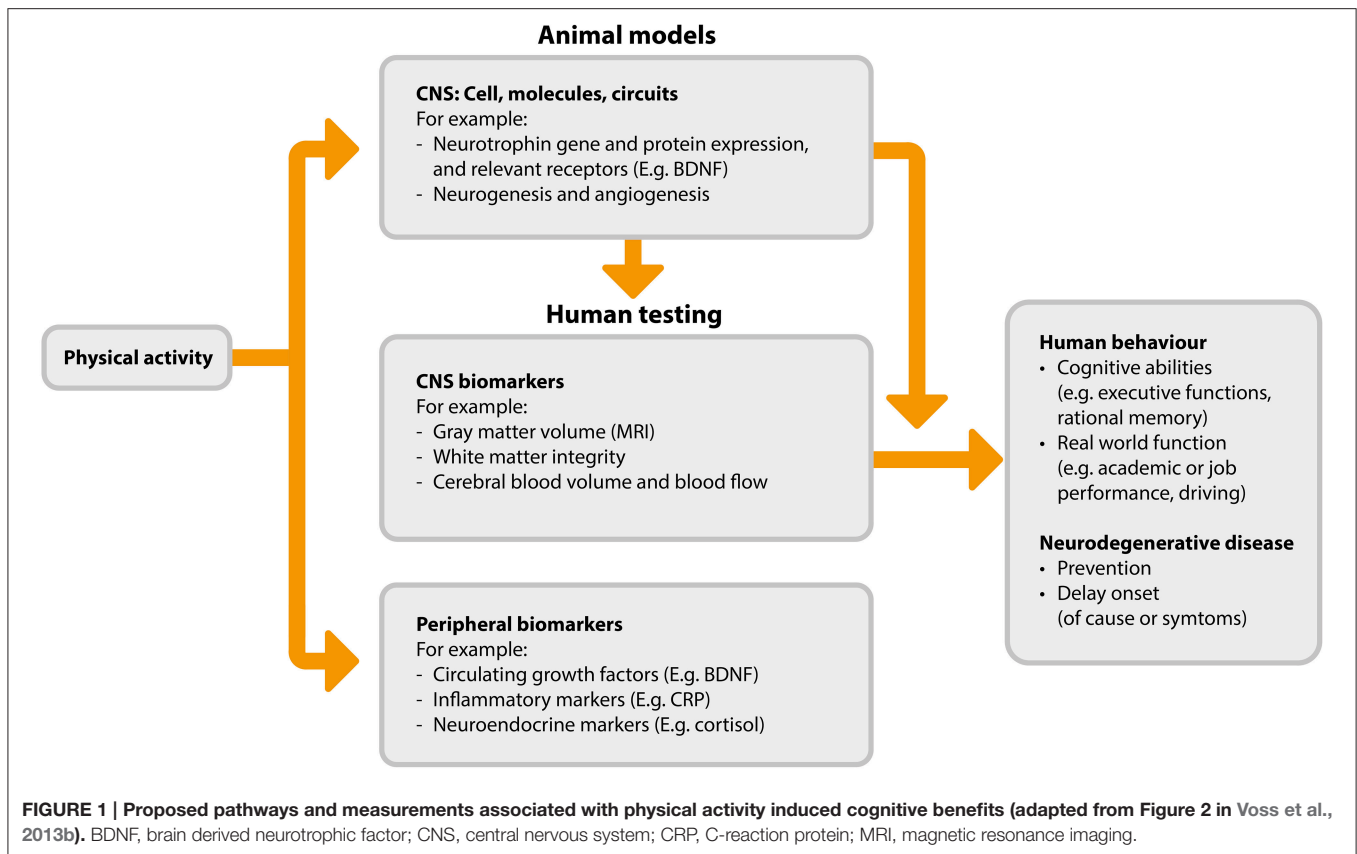 Animal models
CNS: Cell, molecules, circuits
For example:
- Neurotrophin gene and protein expression,
and relevant receptors (E.g. BDNF)
- Neurogenesis and angiogenesis
Human testing
Physical activity
CNS biomarkers
For example:
- Gray matter volume (MRI)
- White matter integrity
- Cerebral blood volume and blood flow
Peripheral biomarkers
For example:
- Circulating growth factors (E.g. BDNF)
- Inflammatory markers (E.g. CRP)
- Neuroendocrine markers (E.g. cortisol)
Human behaviour
• Cognitive abilities
(e.g. executive functions,
rational memory)
• Real world function
(e.g. academic or job
performance, driving)
Neurodegenerative disease
• Prevention
• Delay onset
(of cause or symtoms)
FIGURE 1 | Proposed pathways and measurements associated with physical activity induced cognitive benefits (adapted from Figure 2 in Voss et al.,
2013b). BDNF, brain derived neurotrophic factor; CNS, central nervous system; CRP, C-reaction protein; MRI, magnetic resonance imaging.